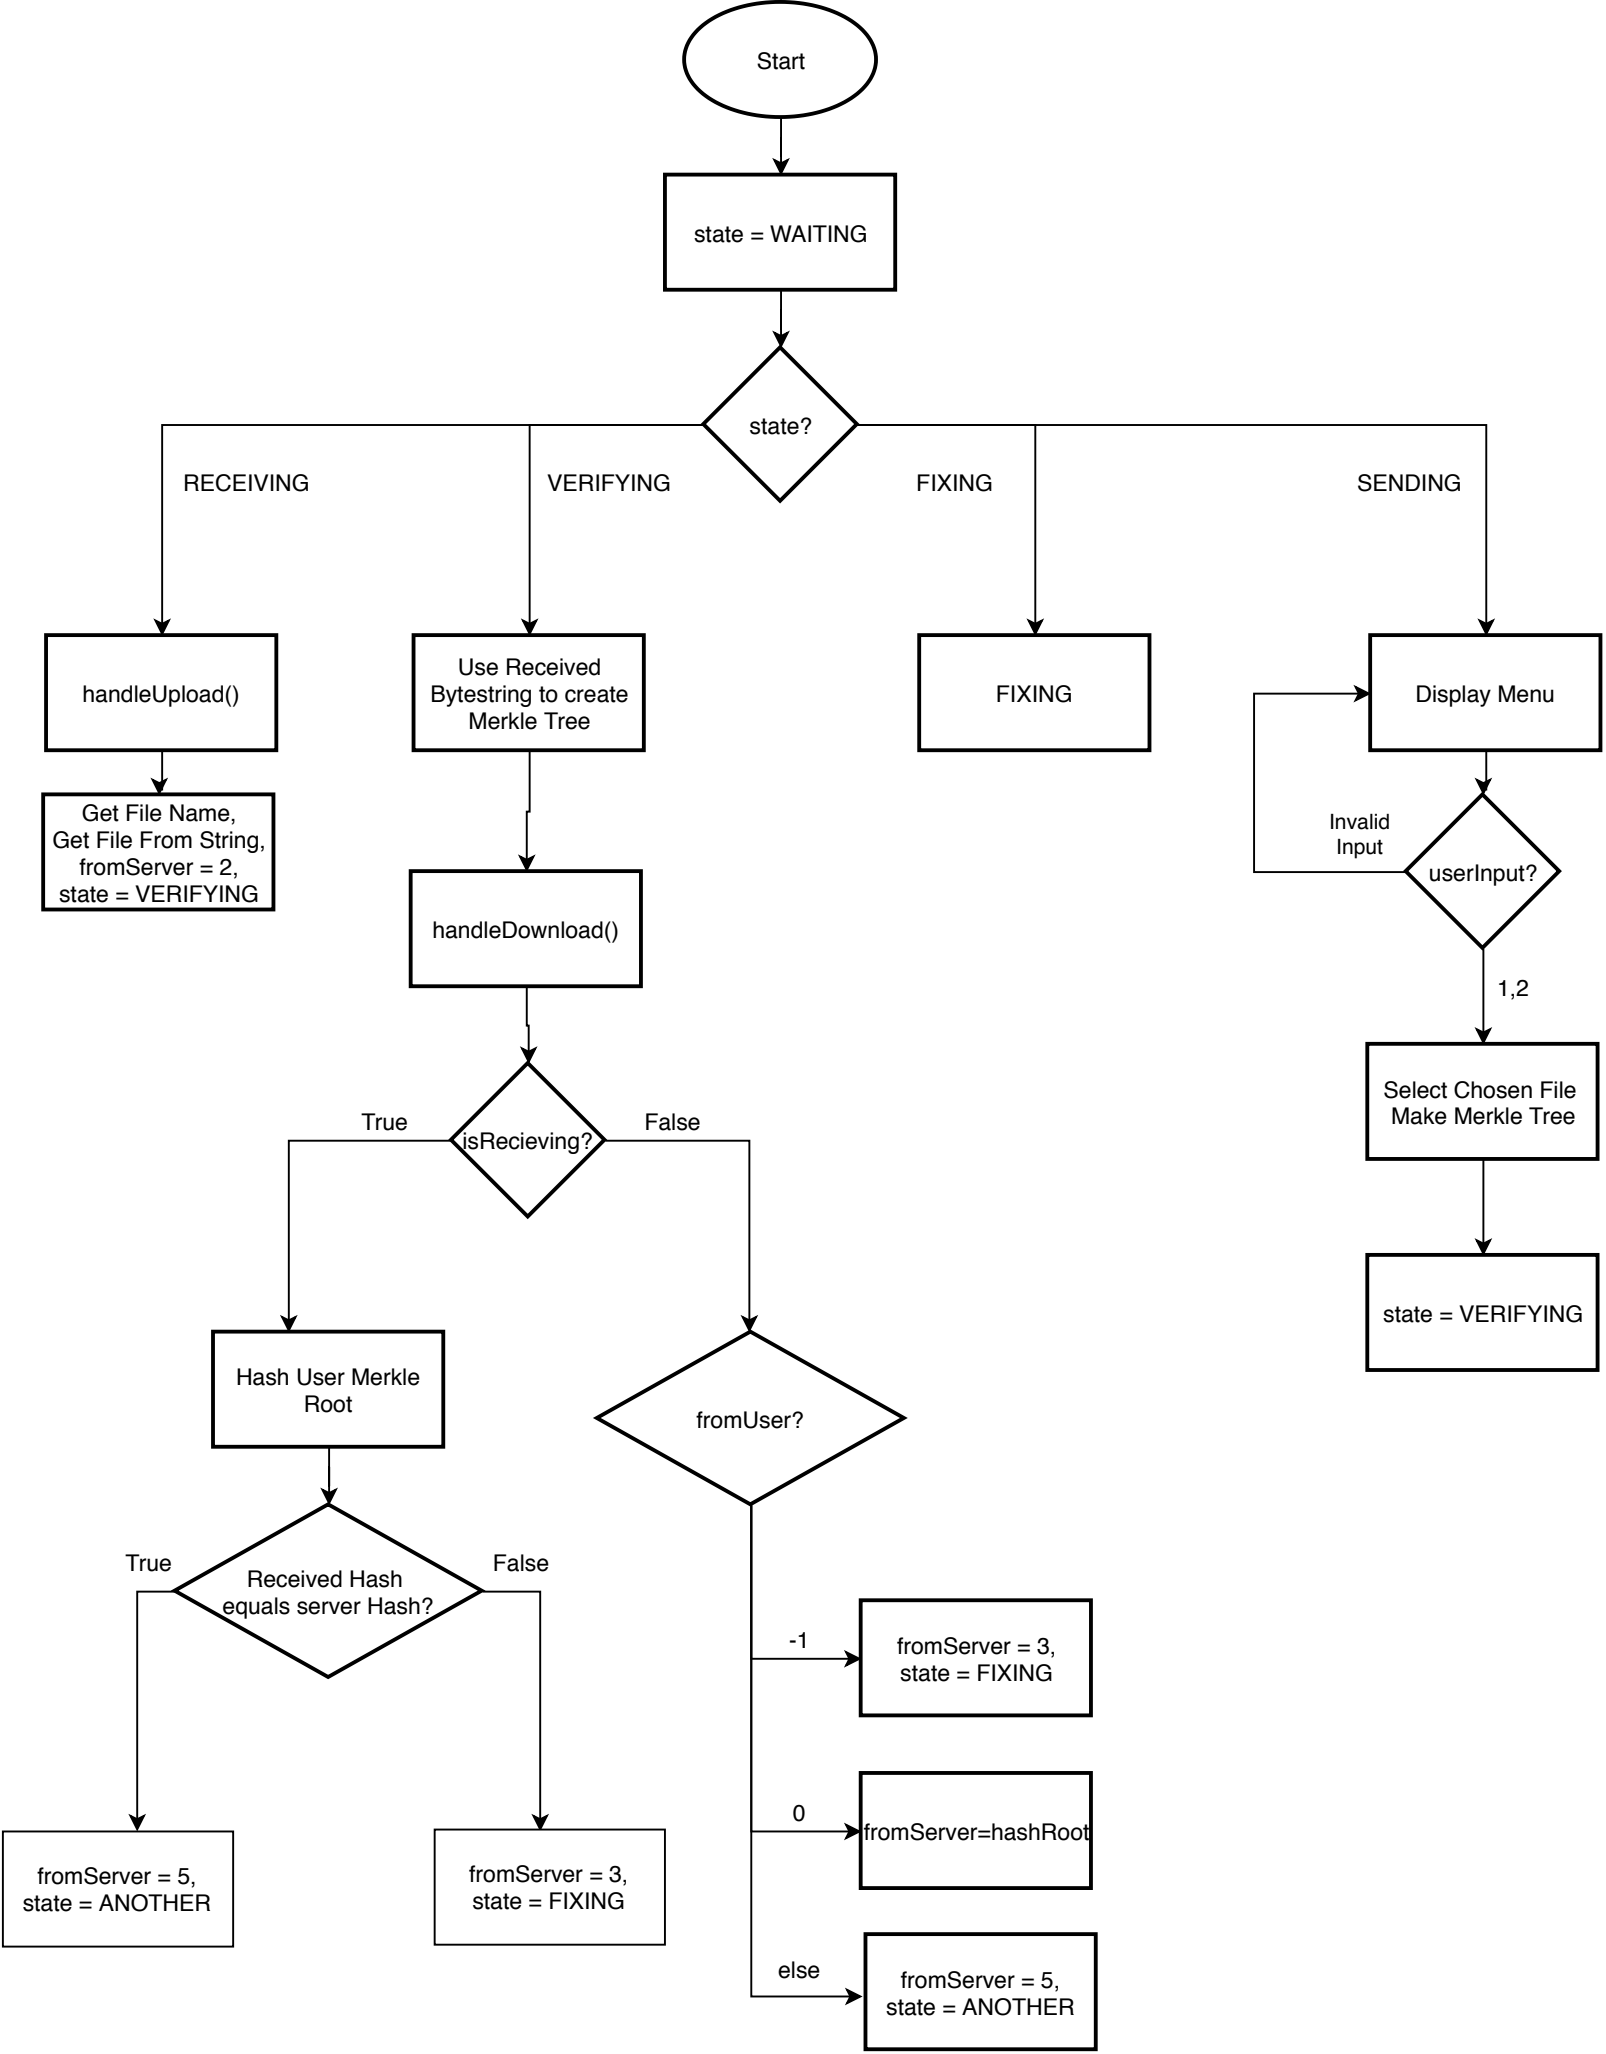 Start
state = WAITING
state?
RECEIVING
VERIFYING
FIXING
SENDING
handleUpload()
Use Received
Bytestring to create
Merkle Tree
FIXING
Display Menu
Get File Name,
Get File From String,
fromServer = 2,
state = VERIFYING
Invalid
Input
userInput?
handleDownload()
1,2
Select Chosen File
Make Merkle Tree
True
isRecieving?
False
state = VERIFYING
Hash User Merkle
Root
fromUser?
True
Received Hash
equals server Hash?
False
-1
fromServer = 3,
state = FIXING
0
fromServer=hashRoot
fromServer = 5,
state = ANOTHER
fromServer = 3,
state = FIXING
else
fromServer = 5,
state = ANOTHER